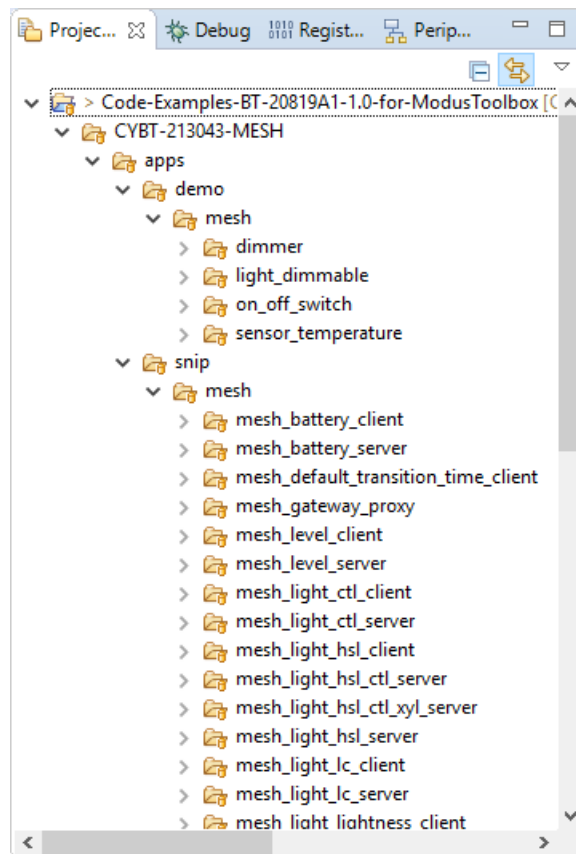 Projec... Debug Regist... Perip...
> Code-Examples-BT-20819A1-1.0-for-ModusToolbox [
CYBT-213043-MESH
apps
demo
mesh
dimmer
light_dimmable
on_off_switch
sensor_temperature
snip
mesh
mesh_battery_client
mesh_battery_server
mesh_default_transition_time_client
mesh_gateway_proxy
mesh_level_client
mesh_level_server
mesh_light_ctl_client
mesh_light_ctl_server
mesh_light_hsl_client
mesh_light_hsl_ctl_server
mesh_light_hsl_ctl_xyl_server
mesh_light_hsl_server
mesh_light_lc_client
mesh_light_lc_server
mesh_light_lightness_client